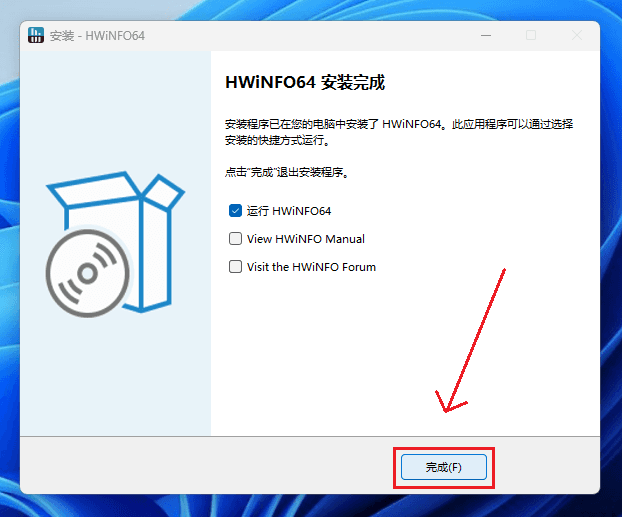 安装 - HWiNFO64
HWiNFO64 安装完成
安装程序已在您的电脑中安装了 HWiNFO64。此应用程序可以通过选择
安装的快捷方式运行。
点击“完成”退出安装程序。
运行 HWiNFO64
View HWiNFO Manual
Visit the HWiNFO Forum
完成(F)